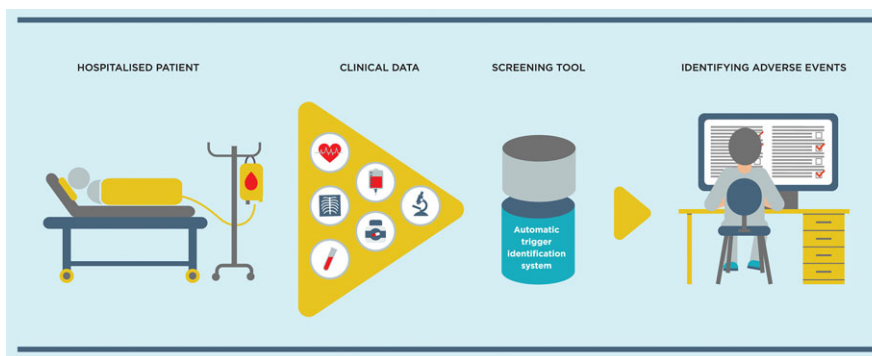 HOSPITALISED PATIENT
CLINICAL DATA
SCREENING TOOL
IDENTIFYING ADVERSE EVENTS
Automatic
trigger
identification
system